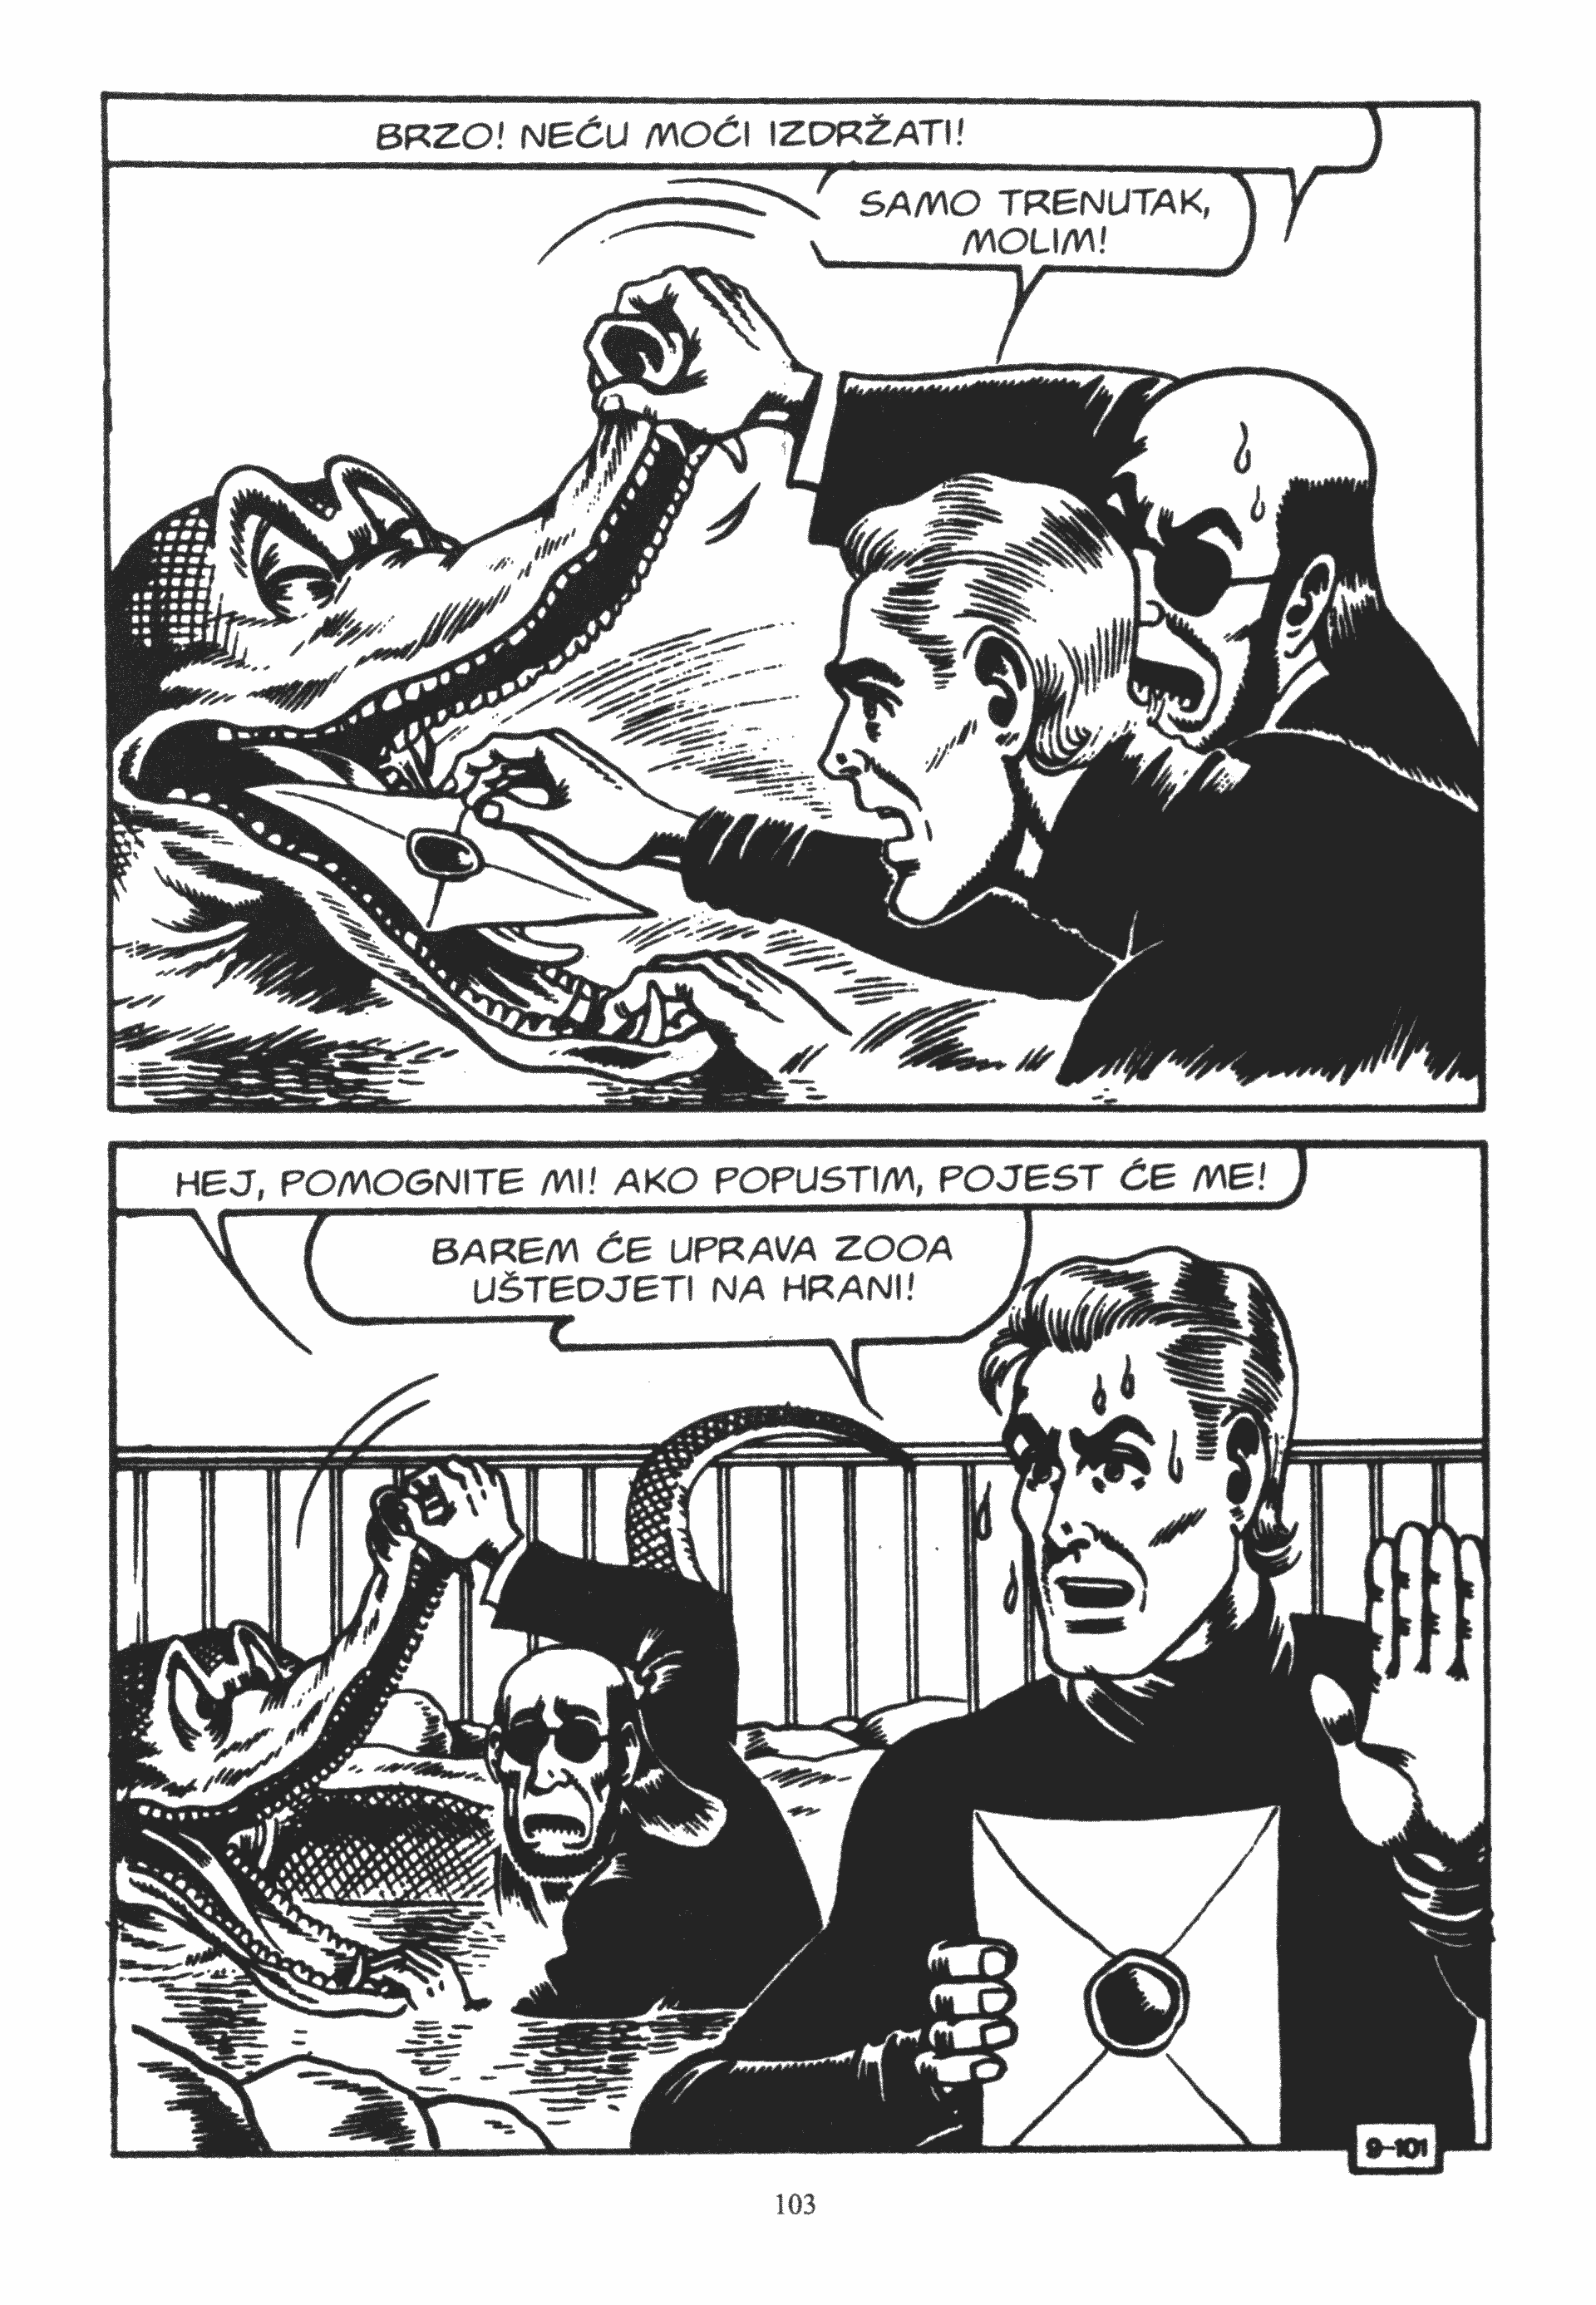 BRZO! NEĆU MOĆI IZDRŽATI!
SAMO TRENUTAK,
MOLIM!
HEJ, POMOGNITE MI! AKO POPUSTIM, POJEST ĆE ME!
BAREM ĆE UPRAVA ZOOA
UŠTEDJETI NA HRANI!
9-101
103